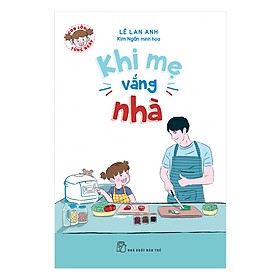 LÊ LAN ANH
Kim Ngân minh họa
Khi mẹ
vắng
nhà
NHÀ XUẤT BẢN TRẺ